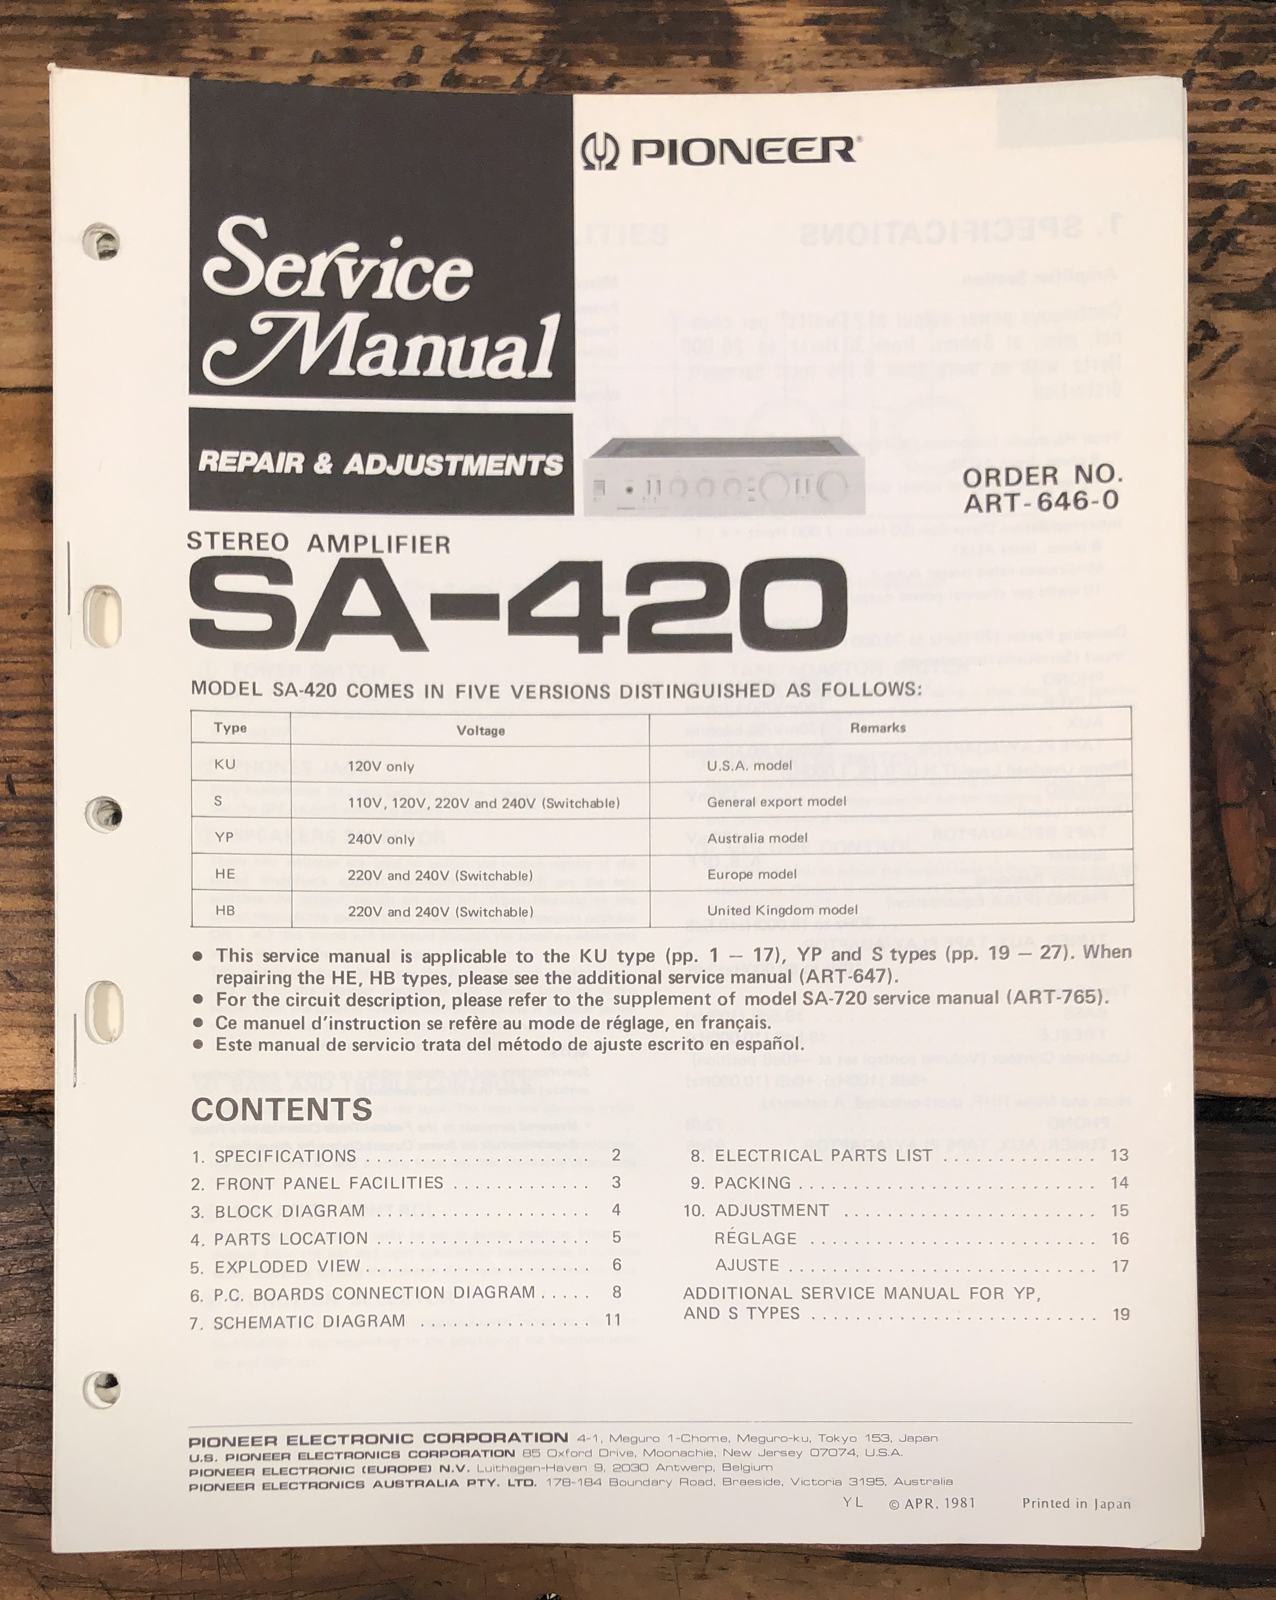 PIONEER®
Service
Manual
REPAIR & ADJUSTMENTS
ORDER NO.
ART-646-0
STEREO AMPLIFIER
SA-420
MODEL SA-420 COMES IN FIVE VERSIONS DISTINGUISHED AS FOLLOWS:
Type Voltage Remarks
KU 120V only U.S.A. model
S 110V, 120V, 220V and 240V (Switchable) General export model
YP 240V only Australia model
HE 220V and 240V (Switchable) Europe model
HB 220V and 240V (Switchable) United Kingdom model
● This service manual is applicable to the KU type (pp. 1 – 17), YP and S types (pp. 19 – 27). When
repairing the HE, HB types, please see the additional service manual (ART-647).
● For the circuit description, please refer to the supplement of model SA-720 service manual (ART-765).
● Ce manuel d'instruction se refère au mode de réglage, en français.
● Este manual de servicio trata del método de ajuste escrito en español.
CONTENTS
1. SPECIFICATIONS . . . . . . . . . . . . . . . . . . . . 2
2. FRONT PANEL FACILITIES . . . . . . . . . . . . . 3
3. BLOCK DIAGRAM . . . . . . . . . . . . . . . . . . . 4
4. PARTS LOCATION . . . . . . . . . . . . . . . . . . . 5
5. EXPLODED VIEW . . . . . . . . . . . . . . . . . . . . 6
6. P.C. BOARDS CONNECTION DIAGRAM . . . . . 8
7. SCHEMATIC DIAGRAM . . . . . . . . . . . . . . . 11
8. ELECTRICAL PARTS LIST . . . . . . . . . . . . . 13
9. PACKING . . . . . . . . . . . . . . . . . . . . . . . . . 14
10. ADJUSTMENT . . . . . . . . . . . . . . . . . . . . . 15
RÉGLAGE . . . . . . . . . . . . . . . . . . . . . . . . 16
AJUSTE . . . . . . . . . . . . . . . . . . . . . . . . . . 17
ADDITIONAL SERVICE MANUAL FOR YP,
AND S TYPES . . . . . . . . . . . . . . . . . . . . . . . . 19
PIONEER ELECTRONIC CORPORATION 4-1, Meguro 1-Chome, Meguro-ku, Tokyo 153, Japan
U.S. PIONEER ELECTRONICS CORPORATION 85 Oxford Drive, Moonachie, New Jersey 07074, U.S.A.
PIONEER ELECTRONIC (EUROPE) N.V. Luithagen-Haven 9, 2030 Antwerp, Belgium
PIONEER ELECTRONICS AUSTRALIA PTY. LTD. 178-184 Boundary Road, Braeside, Victoria 3195, Australia
YL © APR. 1981 Printed in Japan